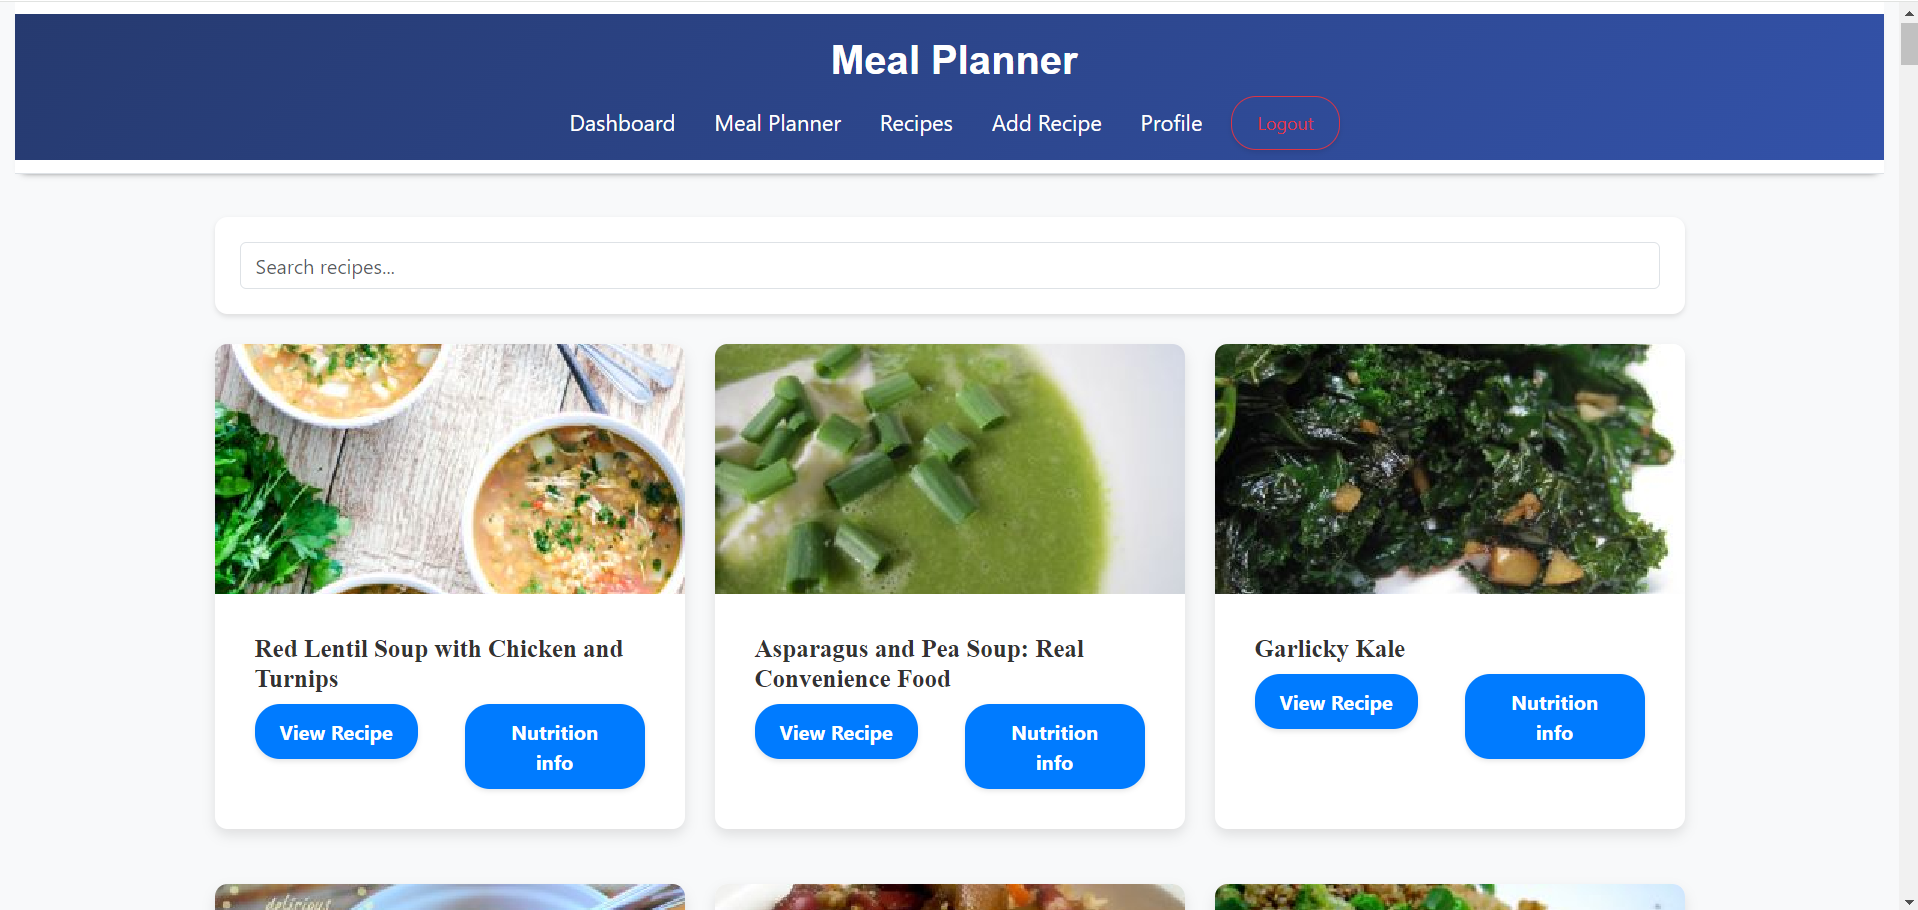 Meal Planner
Dashboard Meal Planner Recipes Add Recipe Profile Logout
Search recipes...
Red Lentil Soup with Chicken and
Turnips
View Recipe
Nutrition
info
Asparagus and Pea Soup: Real
Convenience Food
View Recipe
Nutrition
info
Garlicky Kale
View Recipe
Nutrition
info
delicious